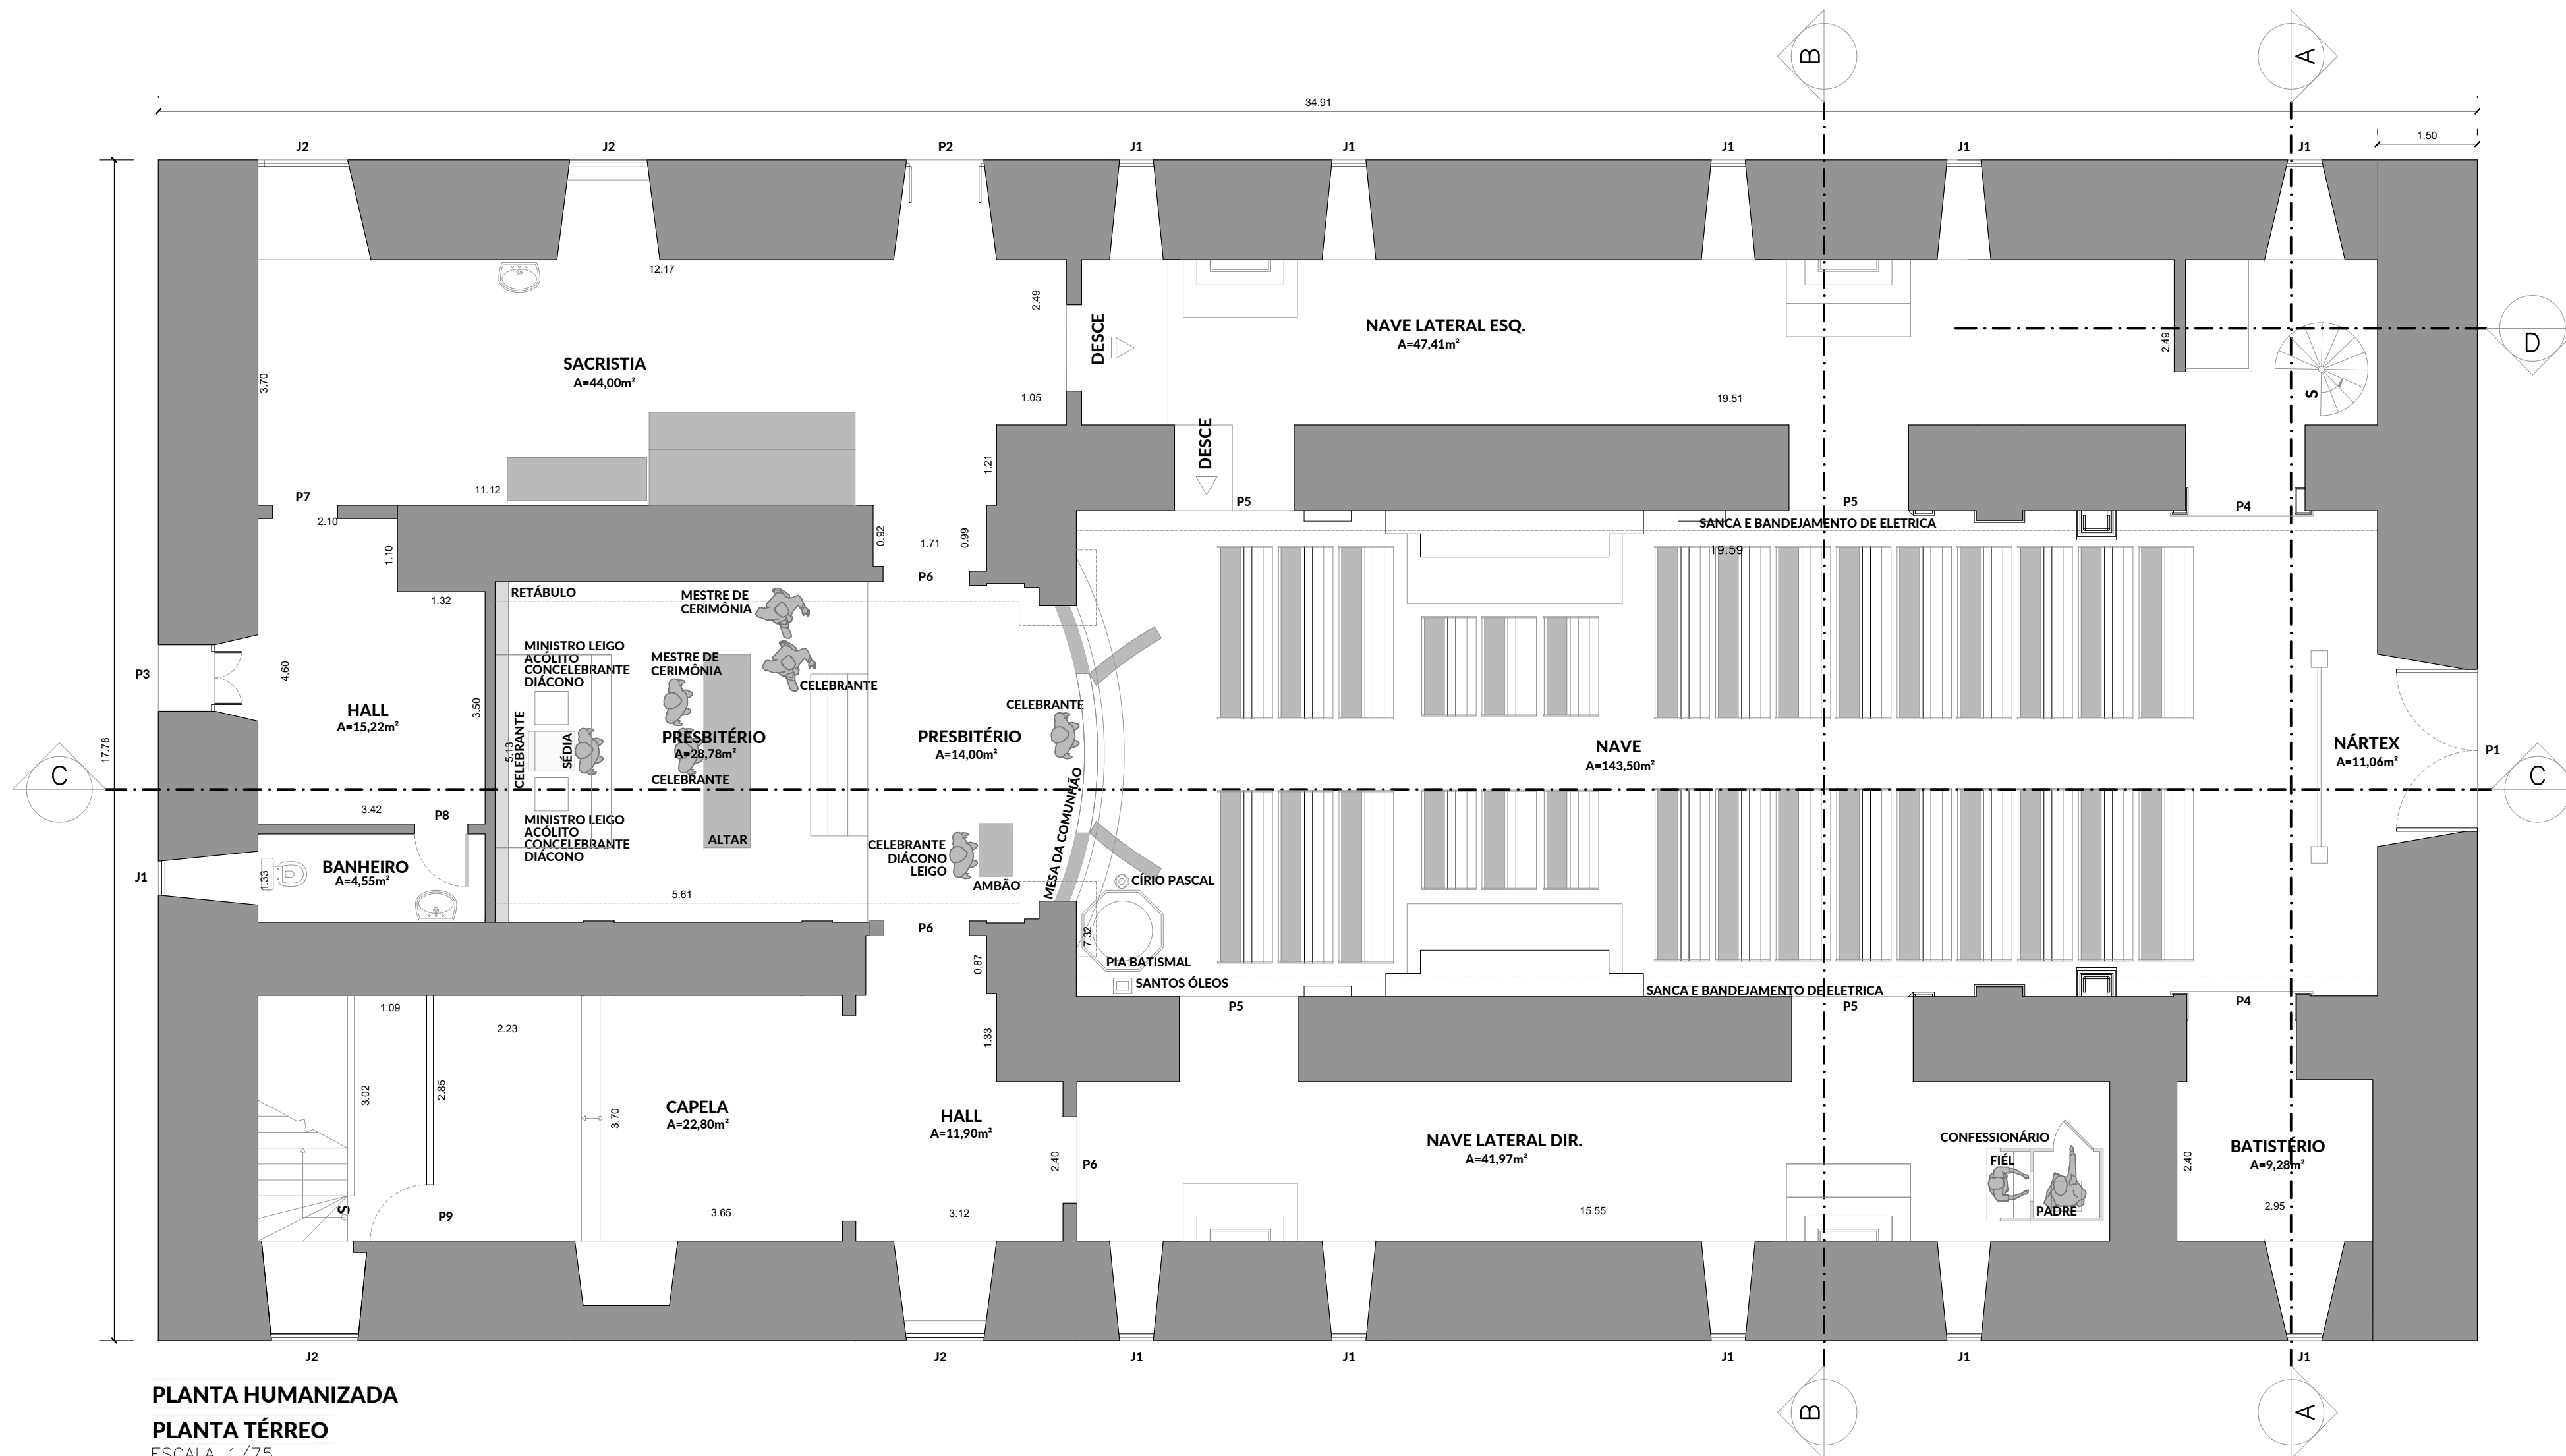 B
A
34.91
1.50
J2
J2
P2
J1
J1
J1
J1
J1
12.17
2.49
DESCE
NAVE LATERAL ESQ.
A=47,41m²
2.49
D
SACRISTIA
A=44,00m²
3.70
1.05
19.51
S
DESCE
1.21
11.12
P7
2.10
P5
P5
P4
SANCA E BANDEJAMENTO DE ELETRICA
19.59
1.10
0.92
1.71
0.99
P6
1.32
RETÁBULO
MESTRE DE
CERIMÔNIA
MINISTRO LEIGO
ACÓLITO
CONCELEBRANTE
DIÁCONO
MESTRE DE
CERIMÔNIA
CELEBRANTE
P3
4.60
3.50
HALL
A=15,22m²
CELEBRANTE
5.13
SÉDIA
PRESBITÉRIO
A=28,78m²
CELEBRANTE
CELEBRANTE
PRESBITÉRIO
A=14,00m²
NAVE
A=143,50m²
NÁRTEX
A=11,06m²
P1
17.78
C
C
3.42
P8
MINISTRO LEIGO
ACÓLITO
CONCELEBRANTE
DIÁCONO
ALTAR
CELEBRANTE
DIÁCONO
LEIGO
AMBÃO
MESA DA COMUNHÃO
J1
1.33
BANHEIRO
A=4,55m²
5.61
CÍRIO PASCAL
7.32
P6
PIA BATISMAL
SANTOS ÓLEOS
0.87
SANCA E BANDEJAMENTO DE ELETRICA
P5
P5
P4
1.09
2.23
1.33
3.02
2.85
3.70
CAPELA
A=22,80m²
HALL
A=11,90m²
2.40
P6
NAVE LATERAL DIR.
A=41,97m²
CONFESSIONÁRIO
FIÉL
PADRE
2.40
BATISTÉRIO
A=9,28m²
2.95
S
P9
3.65
3.12
15.55
J2
J2
J1
J1
J1
J1
J1
B
A
PLANTA HUMANIZADA
PLANTA TÉRREO
ESCALA 1/75